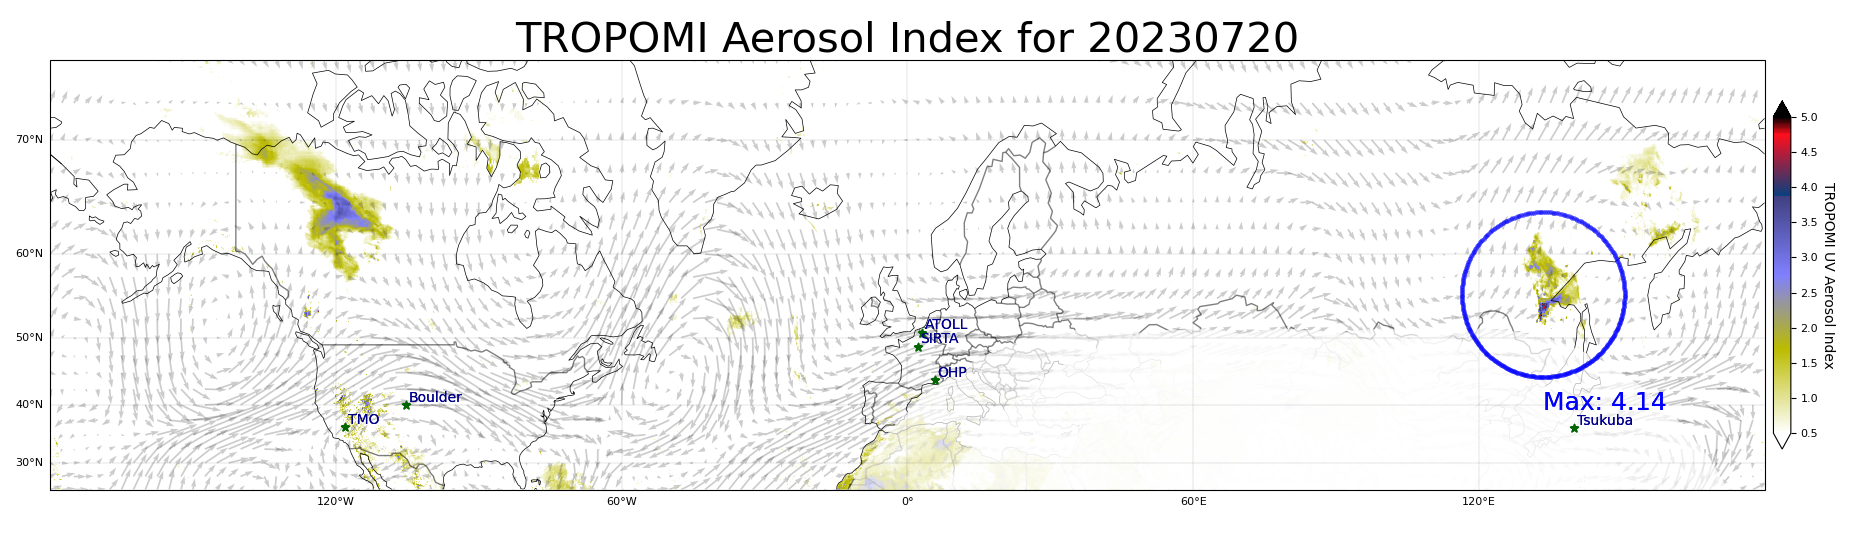 TROPOMI Aerosol Index for 20230720
70°N
60°N
50°N
40°N
30°N
120°W
60°W
0°
60°E
120°E
ATOLL
SIRTA
OHP
Boulder
TMO
Max: 4.14
Tsukuba
5.0
4.5
4.0
3.5
3.0
2.5
2.0
1.5
1.0
0.5
TROPOMI UV Aerosol Index